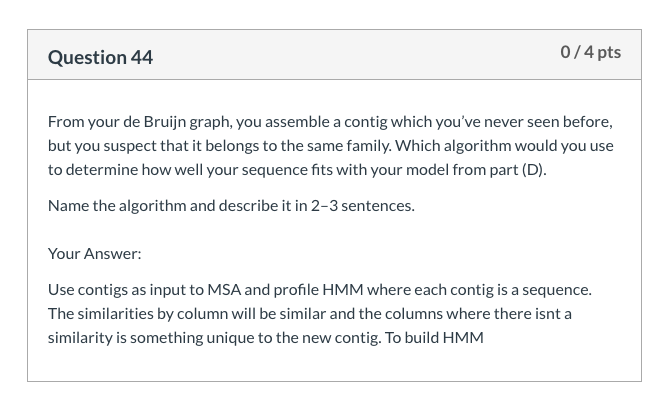 Question 44
0 / 4 pts
From your de Bruijn graph, you assemble a contig which you’ve never seen before,
but you suspect that it belongs to the same family. Which algorithm would you use
to determine how well your sequence fits with your model from part (D).
Name the algorithm and describe it in 2–3 sentences.
Your Answer:
Use contigs as input to MSA and profile HMM where each contig is a sequence.
The similarities by column will be similar and the columns where there isnt a
similarity is something unique to the new contig. To build HMM